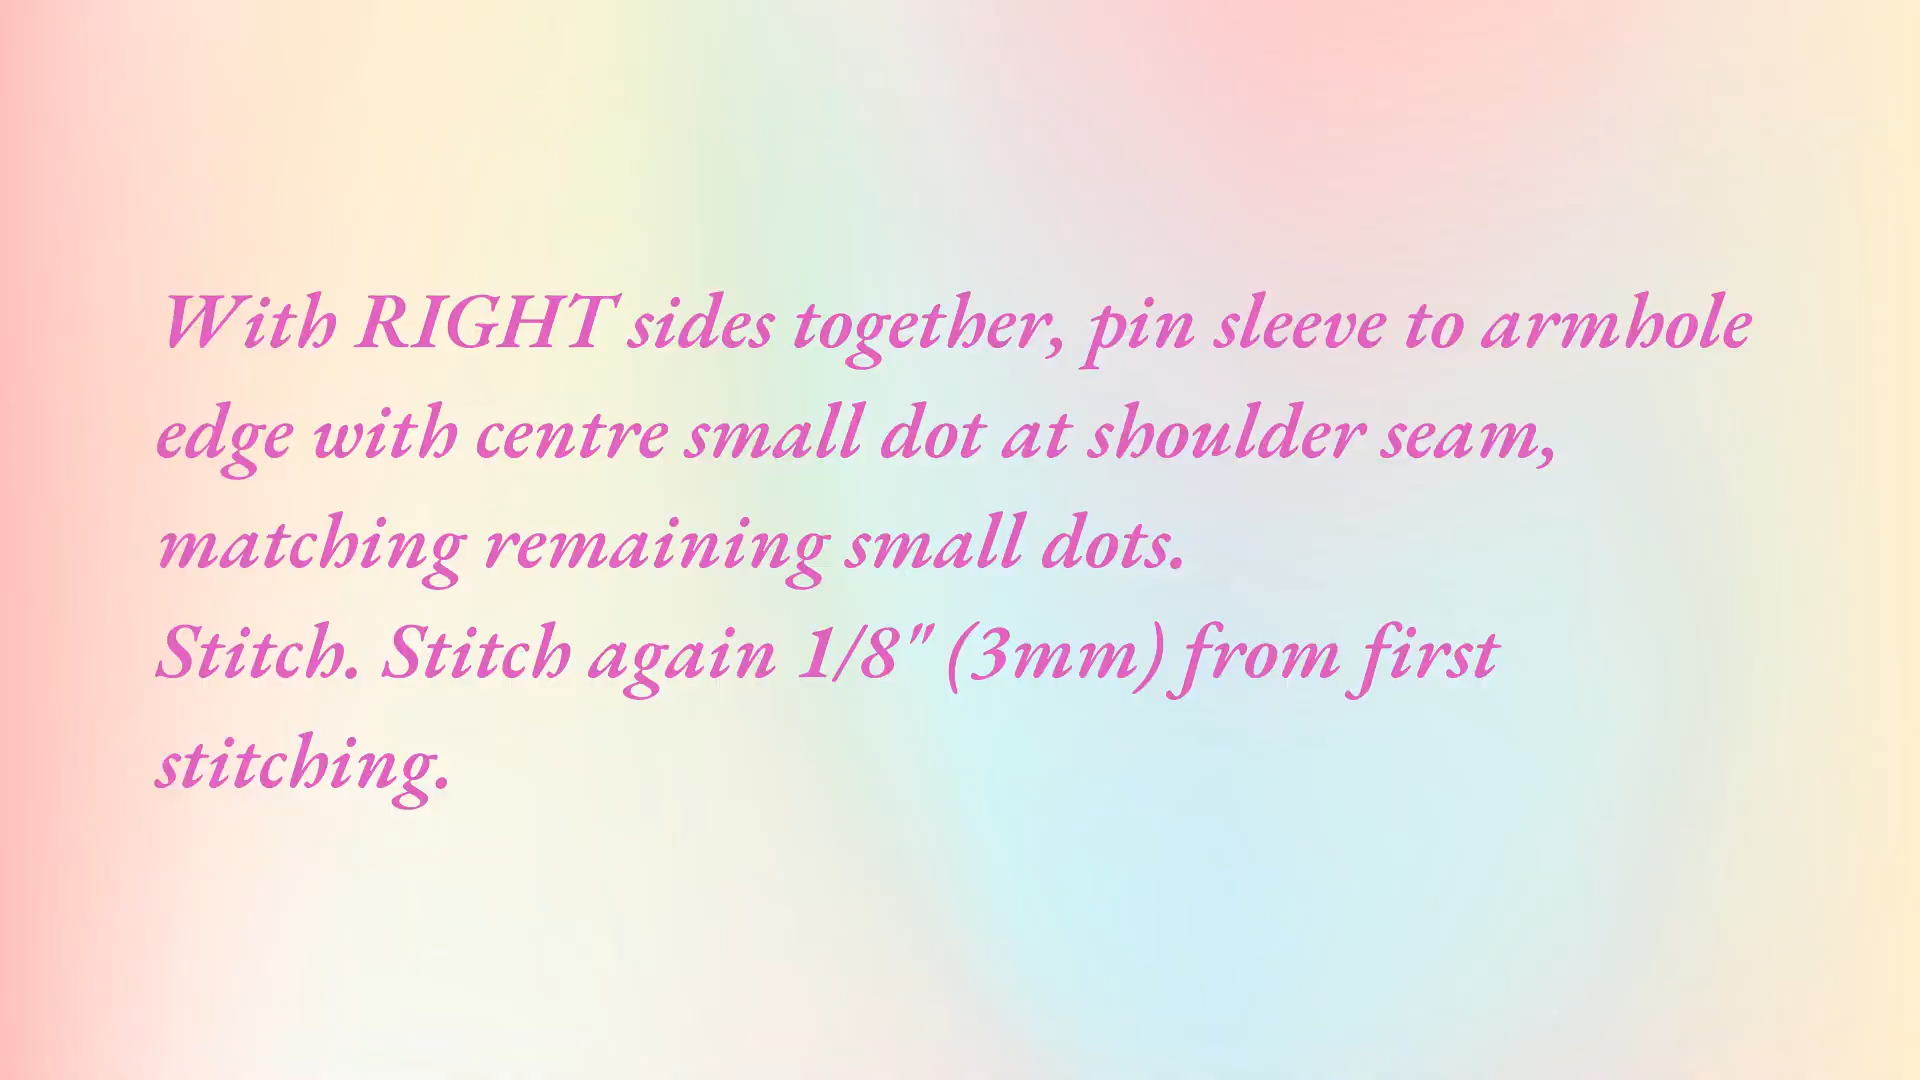 With RIGHT sides together, pin sleeve to armhole
edge with centre small dot at shoulder seam,
matching remaining small dots.
Stitch. Stitch again 1/8" (3mm) from first
stitching.